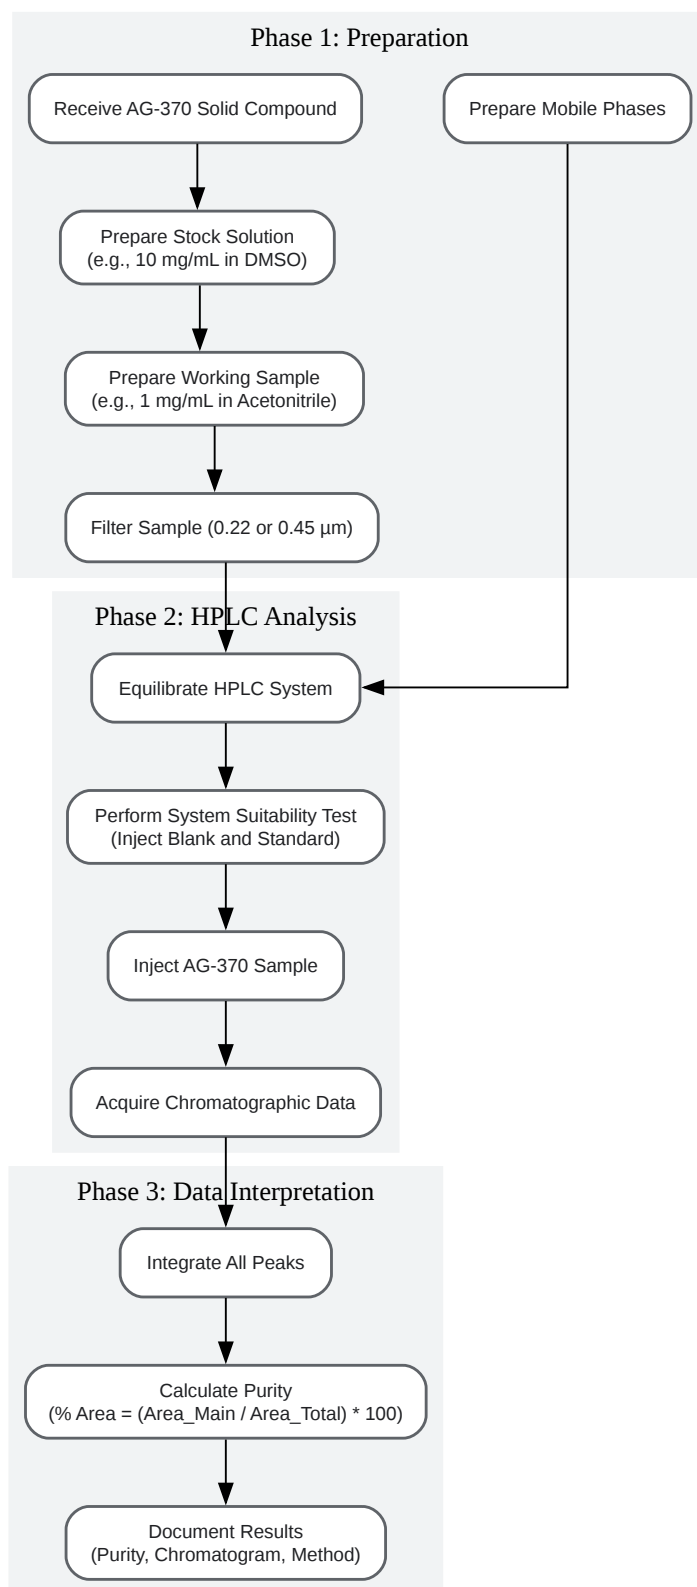 Phase 1: Preparation
Receive AG-370 Solid Compound
Prepare Mobile Phases
Prepare Stock Solution
(e.g., 10 mg/mL in DMSO)
Prepare Working Sample
(e.g., 1 mg/mL in Acetonitrile)
Filter Sample (0.22 or 0.45 µm)
Phase 2: HPLC Analysis
Equilibrate HPLC System
Perform System Suitability Test
(Inject Blank and Standard)
Inject AG-370 Sample
Acquire Chromatographic Data
Phase 3: Data Interpretation
Integrate All Peaks
Calculate Purity
(% Area = (Area_Main / Area_Total) * 100)
Document Results
(Purity, Chromatogram, Method)